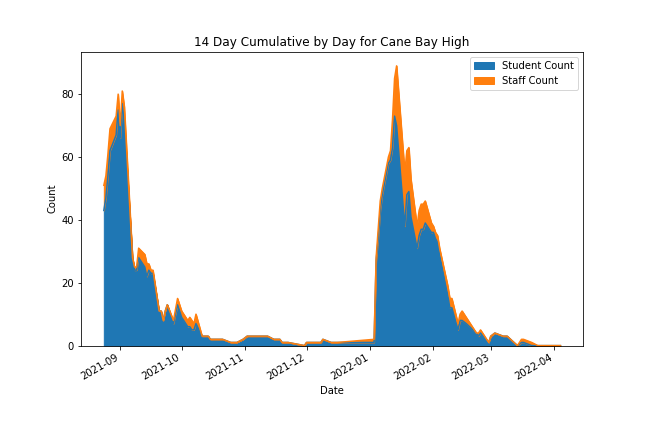 14 Day Cumulative by Day for Cane Bay High
Student Count
Staff Count
Count
80
60
40
20
0
2021-09
2021-10
2021-11
2021-12
2022-01
2022-02
2022-03
2022-04
Date